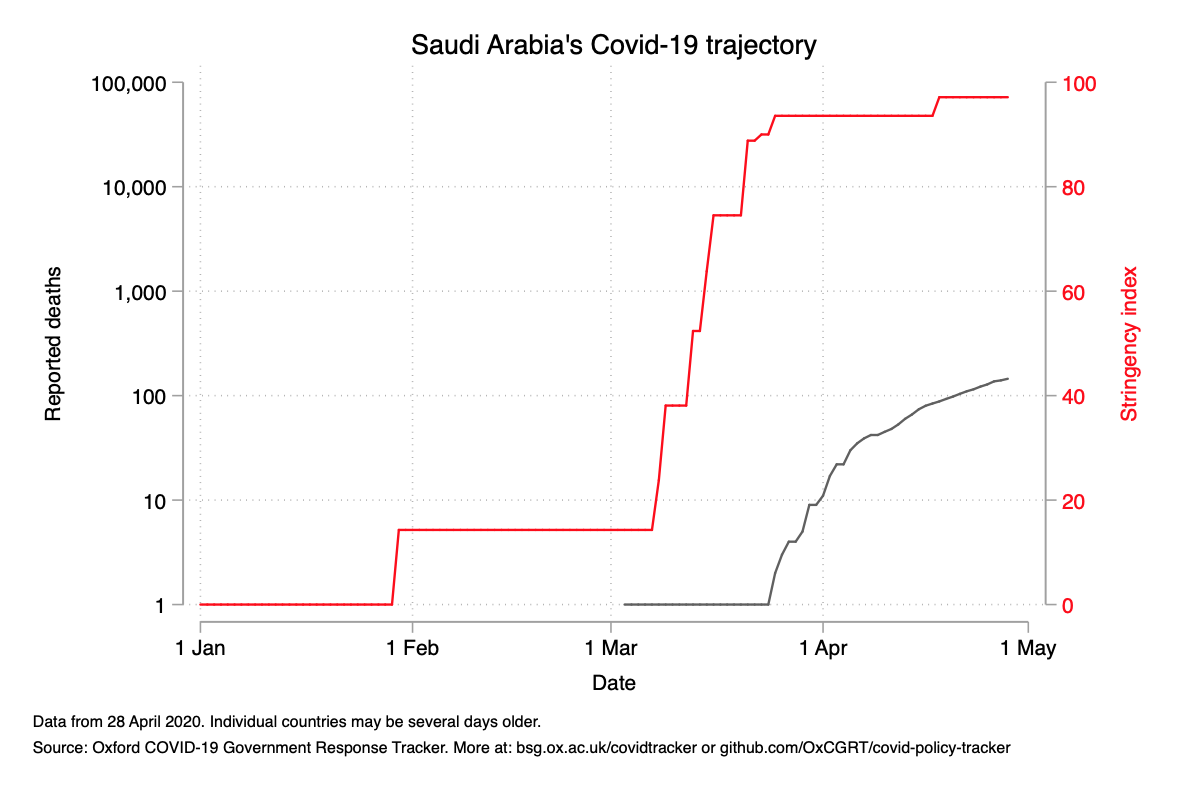 Saudi Arabia's Covid-19 trajectory
100,000
10,000
1,000
100
10
1
Reported deaths
100
80
60
40
20
0
Stringency index
1 Jan
1 Feb
1 Mar
1 Apr
1 May
Date
Data from 28 April 2020. Individual countries may be several days older.
Source: Oxford COVID-19 Government Response Tracker. More at: bsg.ox.ac.uk/covidtracker or github.com/OxCGRT/covid-policy-tracker